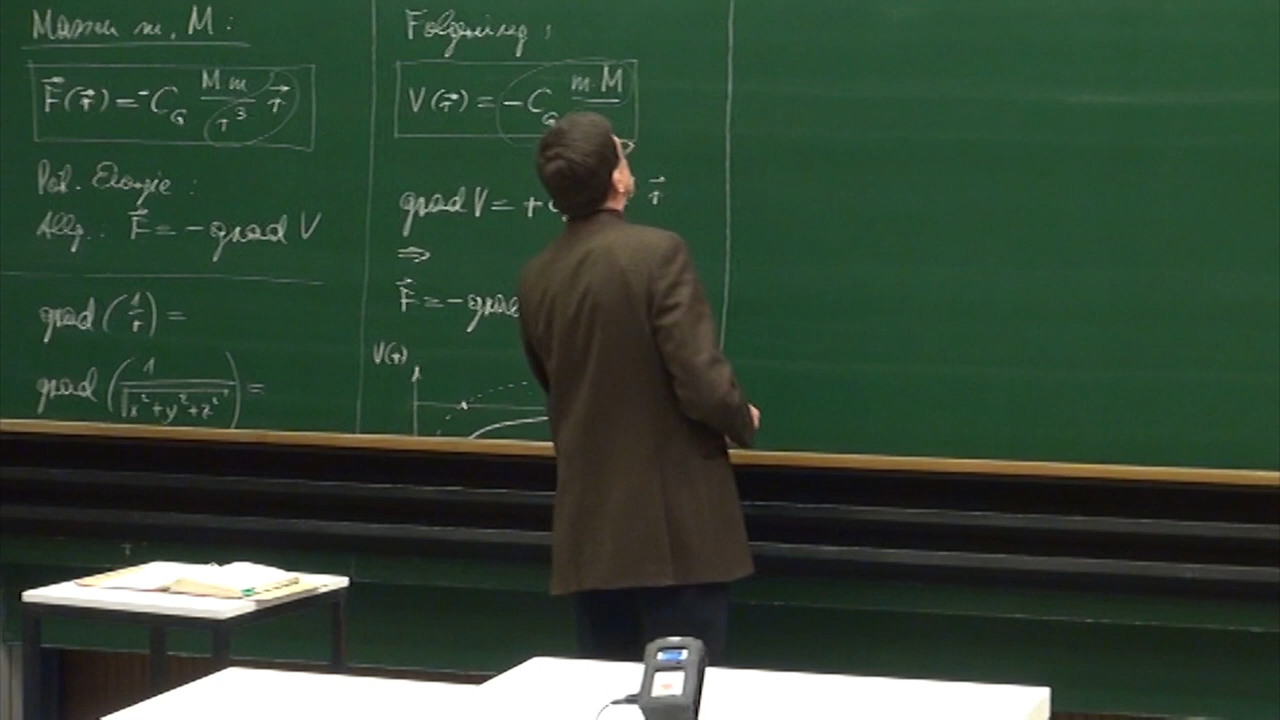 Massen m, M:
F⃗(r⃗) = -C_G Mm/r³ r⃗
Pot. Energie:
Allg.: F⃗ = -grad V
grad (1/r) =
grad (1/√(x²+y²+z²)) =
Folgerung:
V(r⃗) = -C_G m·M
grad V = + r⃗
⇒
F⃗ = -grad
V(r)